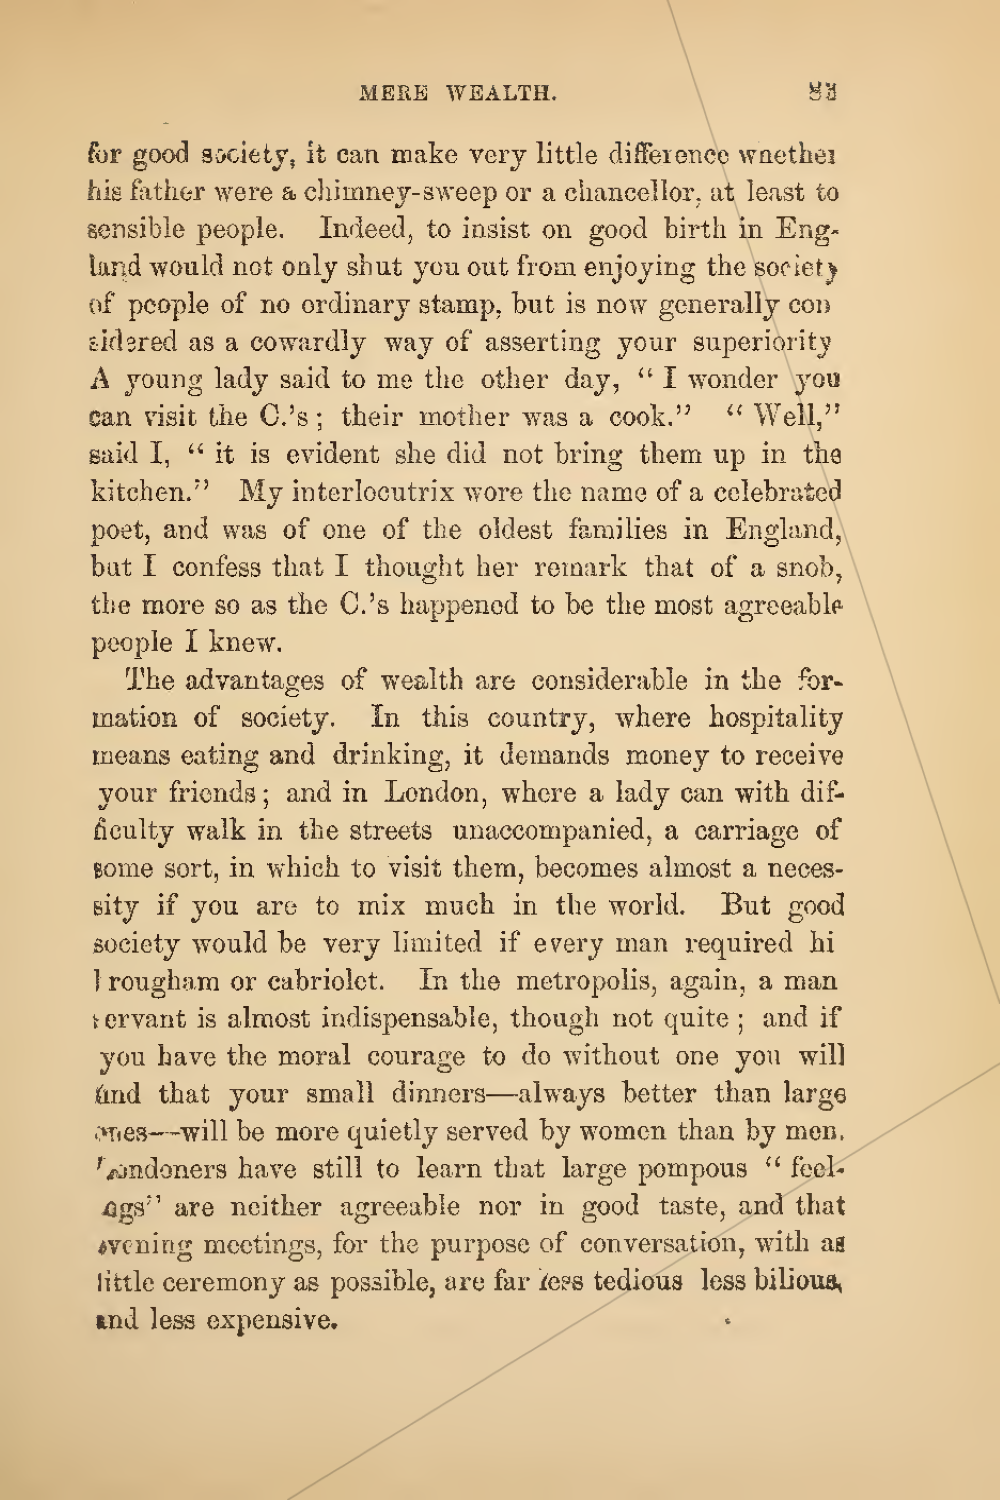 MERE WEALTH.
for good society, it can make very little difference whether
his father were a chimney-sweep or a chancellor, at least to
sensible people. Indeed, to insist on good birth in Eng-
land would not only shut you out from enjoying the society
of people of no ordinary stamp, but is now generally con
sidered as a cowardly way of asserting your superiority
A young lady said to me the other day, “ I wonder you
can visit the C.’s ; their mother was a cook.” “ Well,”
said I, “ it is evident she did not bring them up in the
kitchen.” My interlocutrix wore the name of a celebrated
poet, and was of one of the oldest families in England,
but I confess that I thought her remark that of a snob,
the more so as the C.’s happened to be the most agreeable
people I knew.
The advantages of wealth are considerable in the for-
mation of society. In this country, where hospitality
means eating and drinking, it demands money to receive
your friends ; and in London, where a lady can with dif-
ficulty walk in the streets unaccompanied, a carriage of
some sort, in which to visit them, becomes almost a neces-
sity if you are to mix much in the world. But good
society would be very limited if every man required hi
brougham or cabriolet. In the metropolis, again, a man
servant is almost indispensable, though not quite ; and if
you have the moral courage to do without one you will
find that your small dinners—always better than large
ones—will be more quietly served by women than by men.
Londoners have still to learn that large pompous “ feel-
ngs” are neither agreeable nor in good taste, and that
evening meetings, for the purpose of conversation, with as
little ceremony as possible, are far less tedious less bilious,
and less expensive.